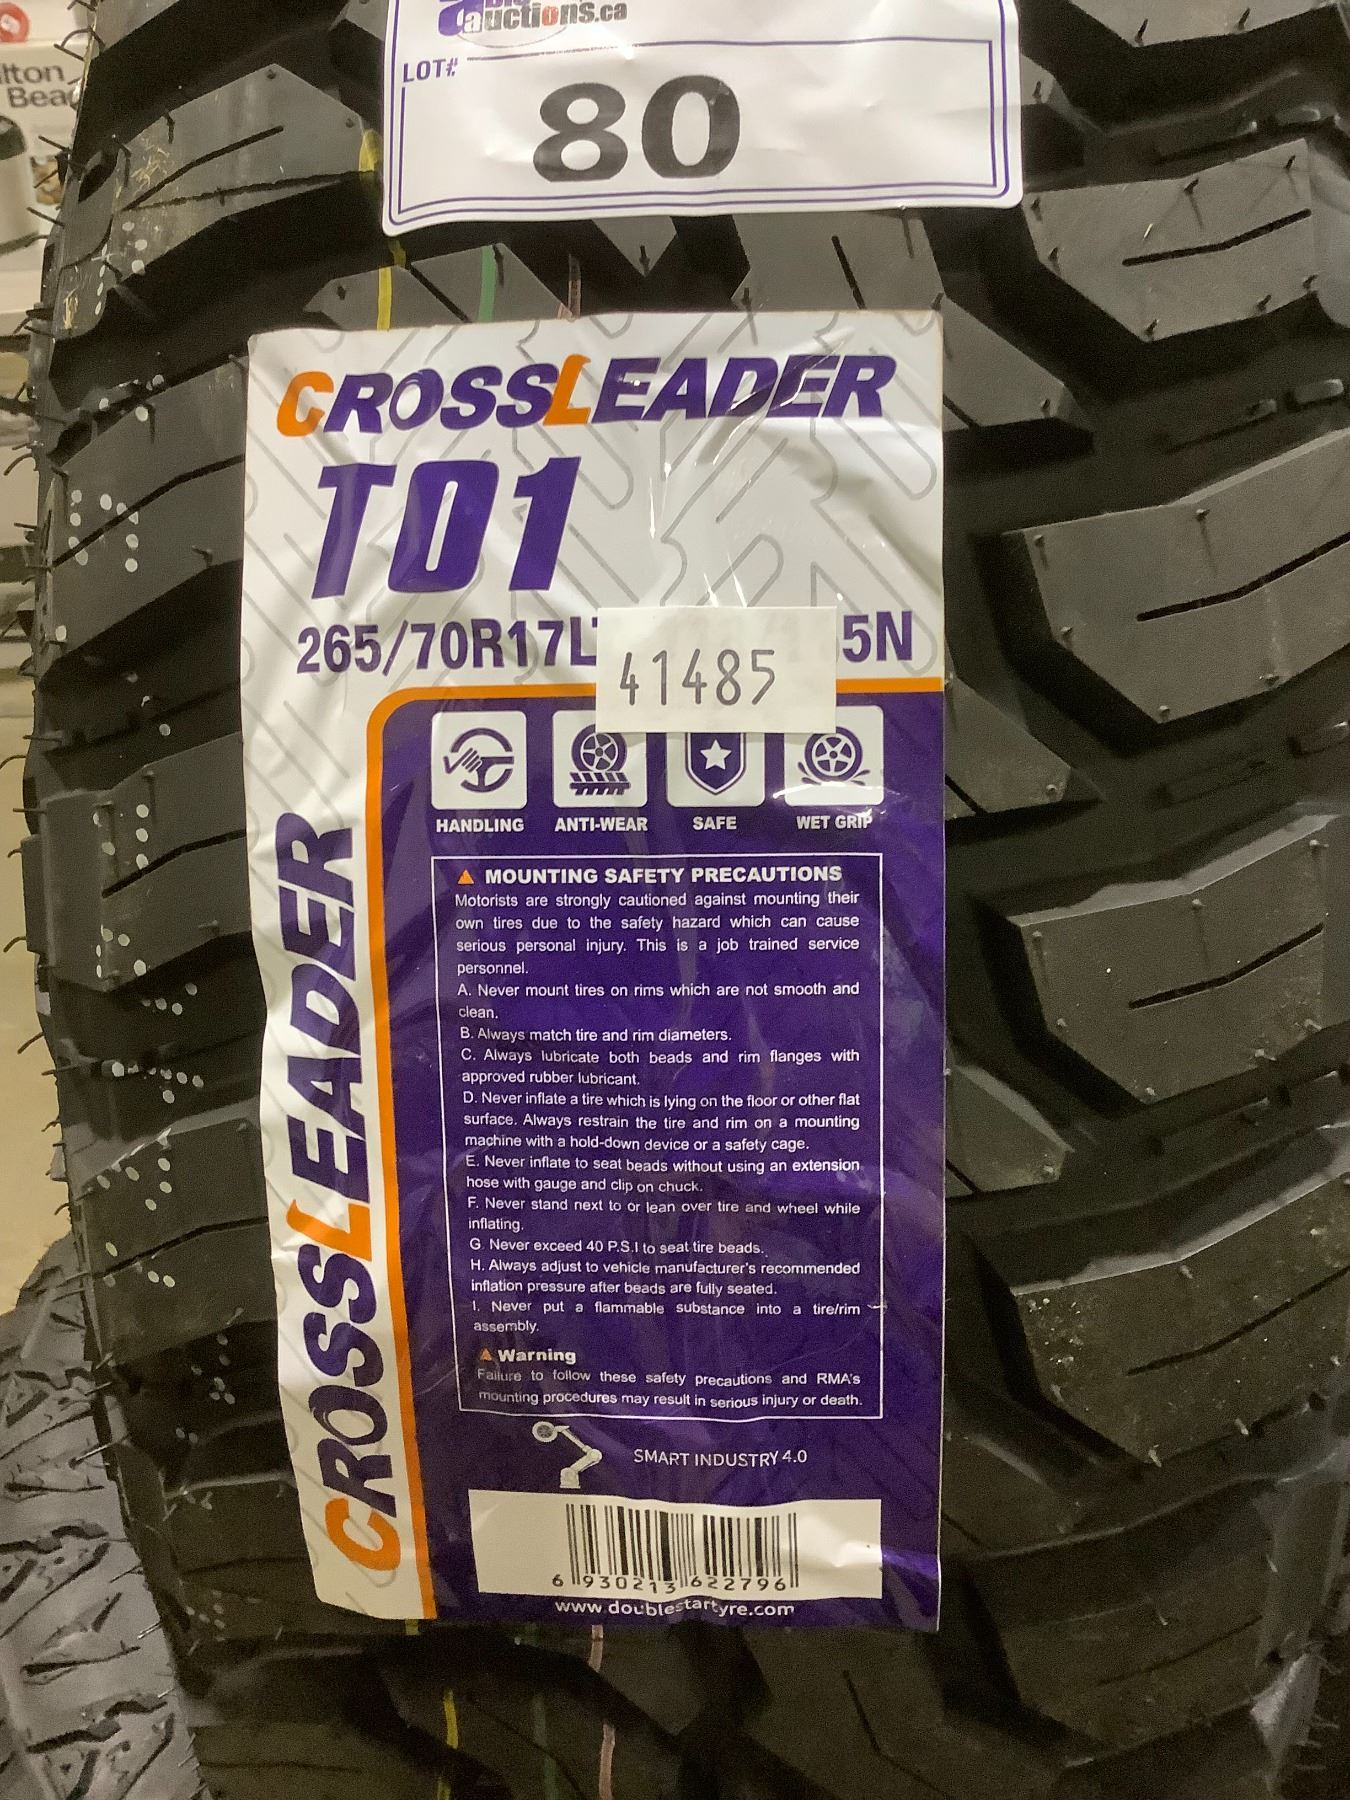 auctions.ca
LOT#
80
lton
Bea
CROSSLEADER
T01
265/70R17L
5N
41485
HANDLING ANTI-WEAR SAFE WET GRIP
MOUNTING SAFETY PRECAUTIONS
Motorists are strongly cautioned against mounting their
own tires due to the safety hazard which can cause
serious personal injury. This is a job trained service
personnel.
A. Never mount tires on rims which are not smooth and
clean.
B. Always match tire and rim diameters.
C. Always lubricate both beads and rim flanges with
approved rubber lubricant.
D. Never inflate a tire which is lying on the floor or other flat
surface. Always restrain the tire and rim on a mounting
machine with a hold-down device or a safety cage.
E. Never inflate to seat beads without using an extension
hose with gauge and clip on chuck.
F. Never stand next to or lean over tire and wheel while
inflating.
G. Never exceed 40 P.S.I to seat tire beads.
H. Always adjust to vehicle manufacturer's recommended
inflation pressure after beads are fully seated.
I. Never put a flammable substance into a tire/rim
assembly.
Warning
Failure to follow these safety precautions and RMA's
mounting procedures may result in serious injury or death.
SMART INDUSTRY 4.0
6 930213 622796
www.doublestartyre.com
CROSSLEADER